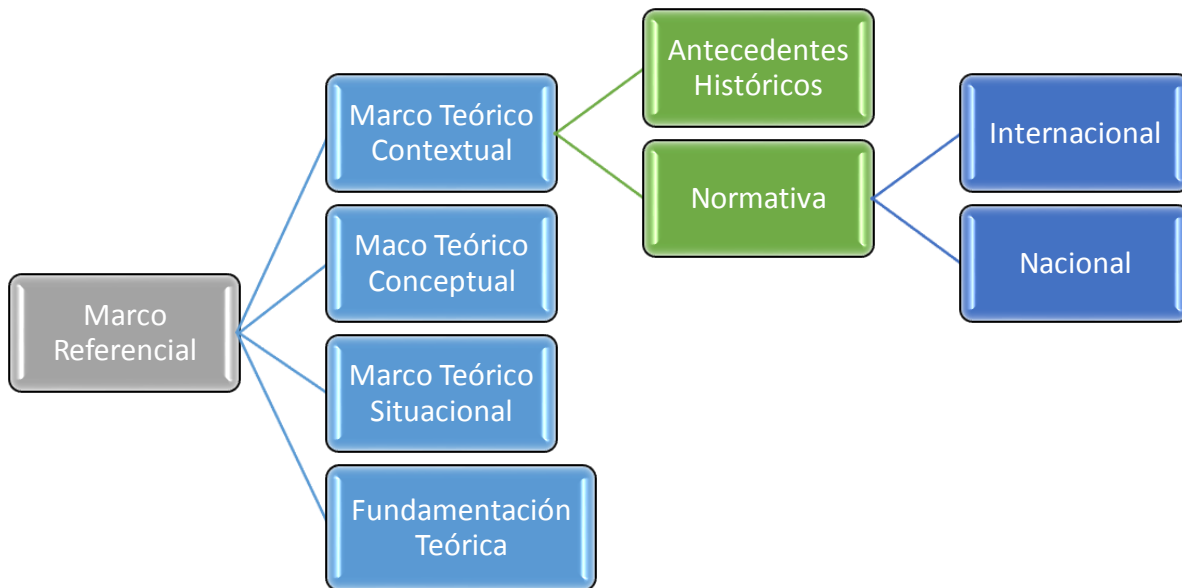 Marco
Referencial
Marco Teórico
Contextual
Maco Teórico
Conceptual
Marco Teórico
Situacional
Fundamentación
Teórica
Antecedentes
Históricos
Normativa
Internacional
Nacional